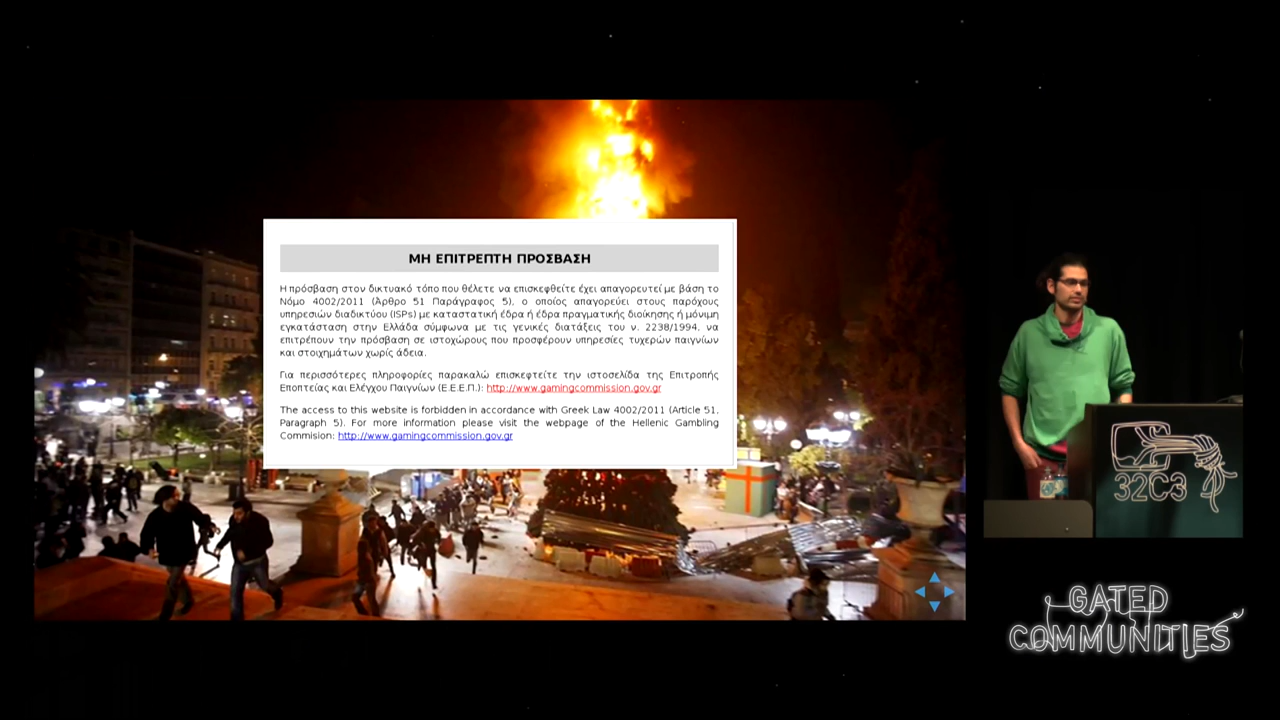 ΜΗ ΕΠΙΤΡΕΠΤΗ ΠΡΟΣΒΑΣΗ
Η πρόσβαση στον δικτυακό τόπο που θέλετε να επισκεφθείτε έχει απαγορευτεί με βάση το
Νόμο 4002/2011 (Άρθρο 51 Παράγραφος 5), ο οποίος απαγορεύει στους παρόχους
υπηρεσιών διαδικτύου (ISPs) με καταστατική έδρα ή έδρα πραγματικής διοίκησης ή μόνιμη
εγκατάσταση στην Ελλάδα σύμφωνα με τις γενικές διατάξεις του ν. 2238/1994, να
επιτρέπουν την πρόσβαση σε ιστοχώρους που προσφέρουν υπηρεσίες τυχερών παιγνίων
και στοιχημάτων χωρίς άδεια.
Για περισσότερες πληροφορίες παρακαλώ επισκεφτείτε την ιστοσελίδα της Επιτροπής
Εποπτείας και Ελέγχου Παιγνίων (Ε.Ε.Ε.Π.): http://www.gamingcommission.gov.gr
The access to this website is forbidden in accordance with Greek Law 4002/2011 (Article 51,
Paragraph 5). For more information please visit the webpage of the Hellenic Gambling
Commision: http://www.gamingcommission.gov.gr
32C3
GATED
COMMUNITIES